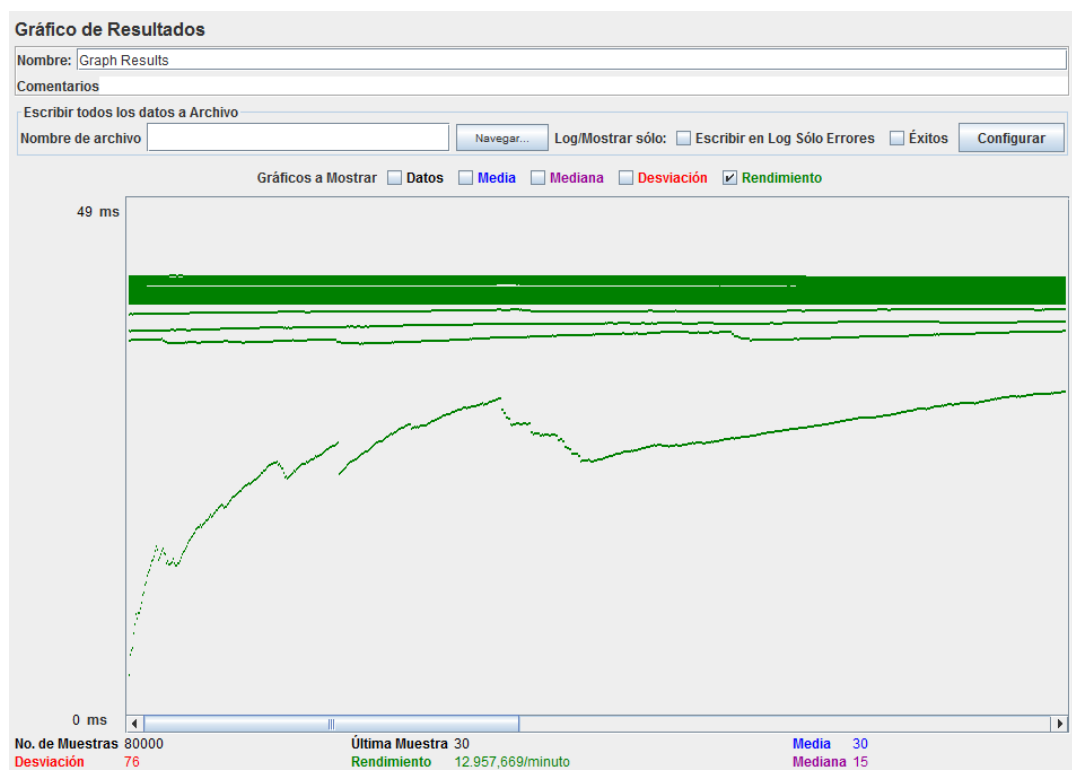 Gráfico de Resultados
Nombre: Graph Results
Comentarios
Escribir todos los datos a Archivo
Nombre de archivo Navegar... Log/Mostrar sólo: Escribir en Log Sólo Errores Éxitos Configurar
Gráficos a Mostrar Datos Media Mediana Desviación Rendimiento
49 ms
0 ms
No. de Muestras 80000 Última Muestra 30 Media 30
Desviación 76 Rendimiento 12.957,669/minuto Mediana 15